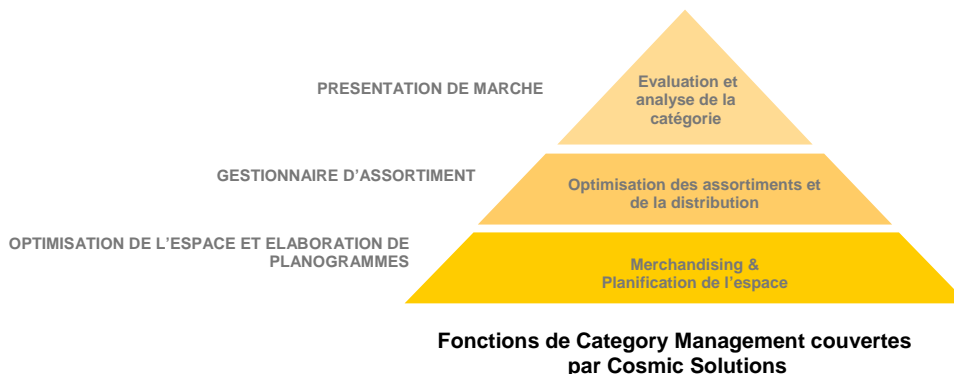 PRESENTATION DE MARCHE
Evaluation et
analyse de la
catégorie
GESTIONNAIRE D’ASSORTIMENT
Optimisation des assortiments et
de la distribution
OPTIMISATION DE L’ESPACE ET ELABORATION DE
PLANOGRAMMES
Merchandising &
Planification de l’espace
Fonctions de Category Management couvertes
par Cosmic Solutions